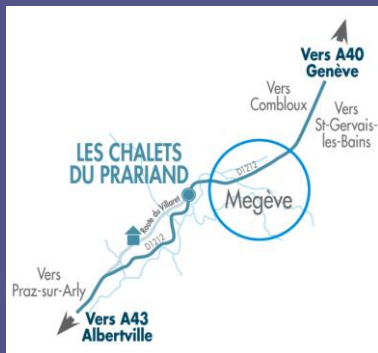 Vers A40
Genève
Vers
Combloux
Vers
St-Gervais-
les-Bains
LES CHALETS
DU PRARIAND
D1212
Megève
Route du Villaret
D1212
Vers
Praz-sur-Arly
Vers A43
Albertville